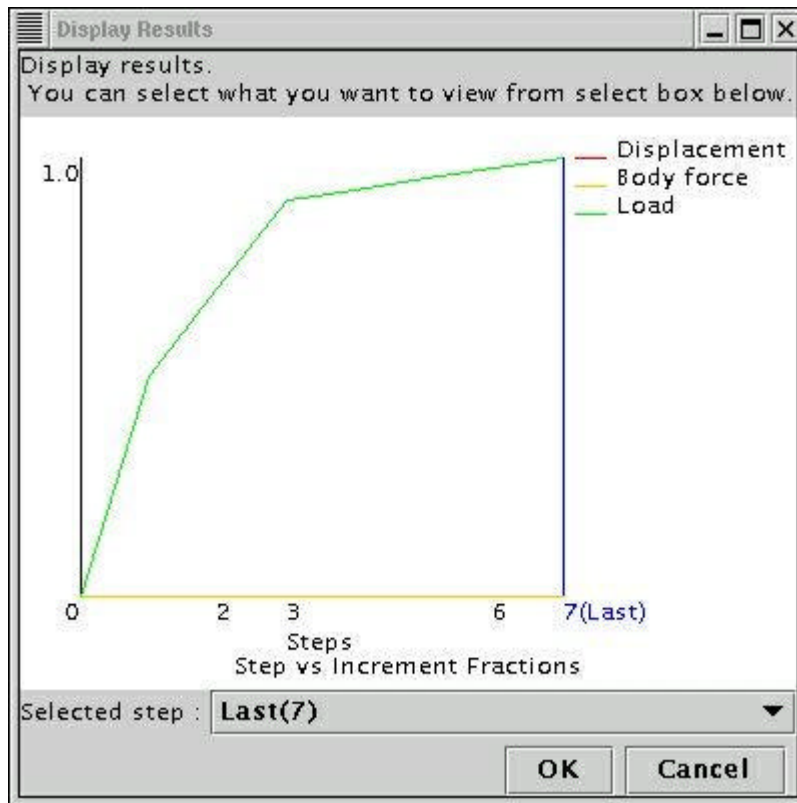 Display Results
Display results.
You can select what you want to view from select box below.
1.0
Displacement
Body force
Load
0 2 3 6 7(Last)
Steps
Step vs Increment Fractions
Selected step : Last(7)
OK Cancel